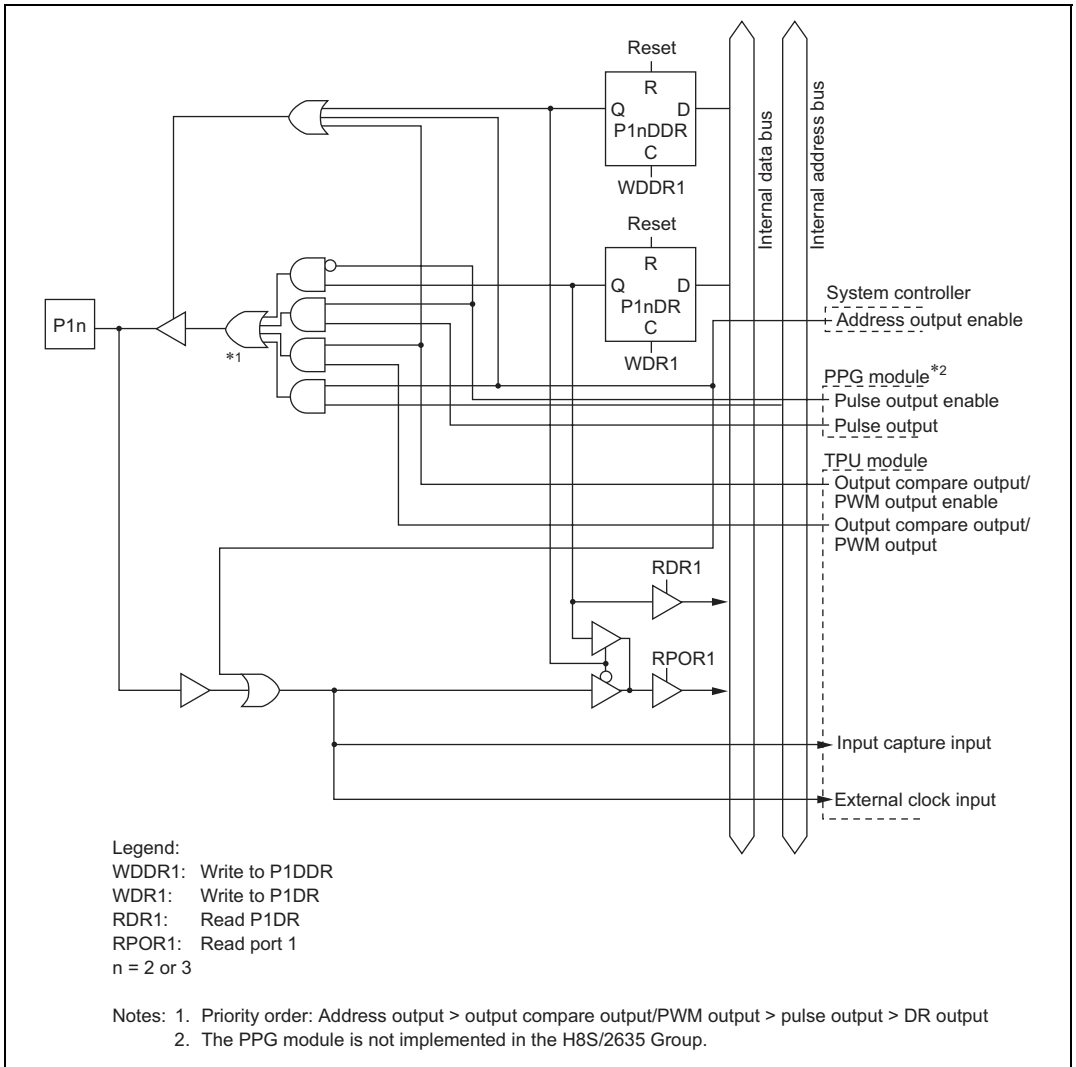 Reset
R
Q D
P1nDDR
C
WDDR1
Reset
R
Q D
P1nDR
C
WDR1
Internal data bus
Internal address bus
System controller
Address output enable
PPG module*2
Pulse output enable
Pulse output
TPU module
Output compare output/
PWM output enable
Output compare output/
PWM output
P1n
*1
RDR1
RPOR1
Input capture input
External clock input
Legend:
WDDR1: Write to P1DDR
WDR1: Write to P1DR
RDR1: Read P1DR
RPOR1: Read port 1
n = 2 or 3
Notes: 1. Priority order: Address output > output compare output/PWM output > pulse output > DR output
2. The PPG module is not implemented in the H8S/2635 Group.